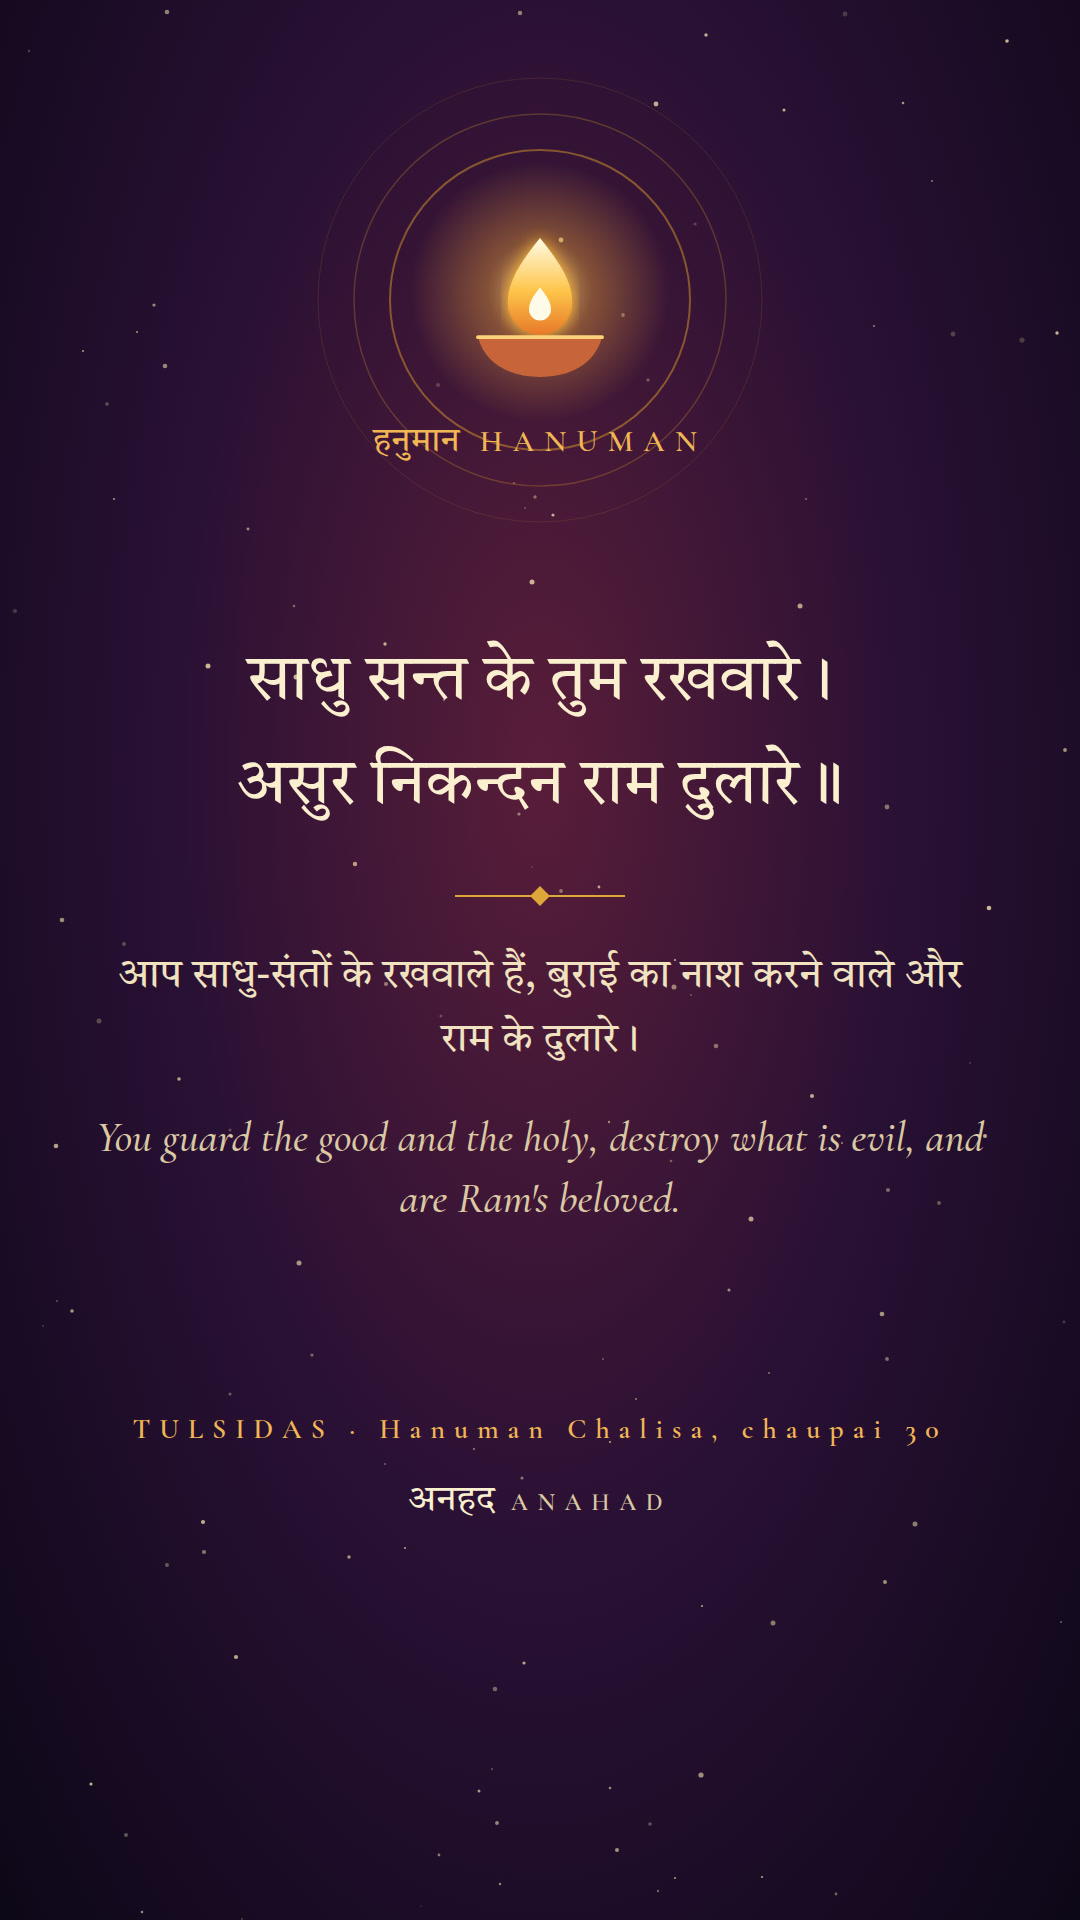 हनुमान HANUMAN
साधु सन्त के तुम रखवारे।
असुर निकन्दन राम दुलारे॥
आप साधु-संतों के रखवाले हैं, बुराई का नाश करने वाले और
राम के दुलारे।
You guard the good and the holy, destroy what is evil, and
are Ram's beloved.
TULSIDAS · Hanuman Chalisa, chaupai 30
अनहद ANAHAD